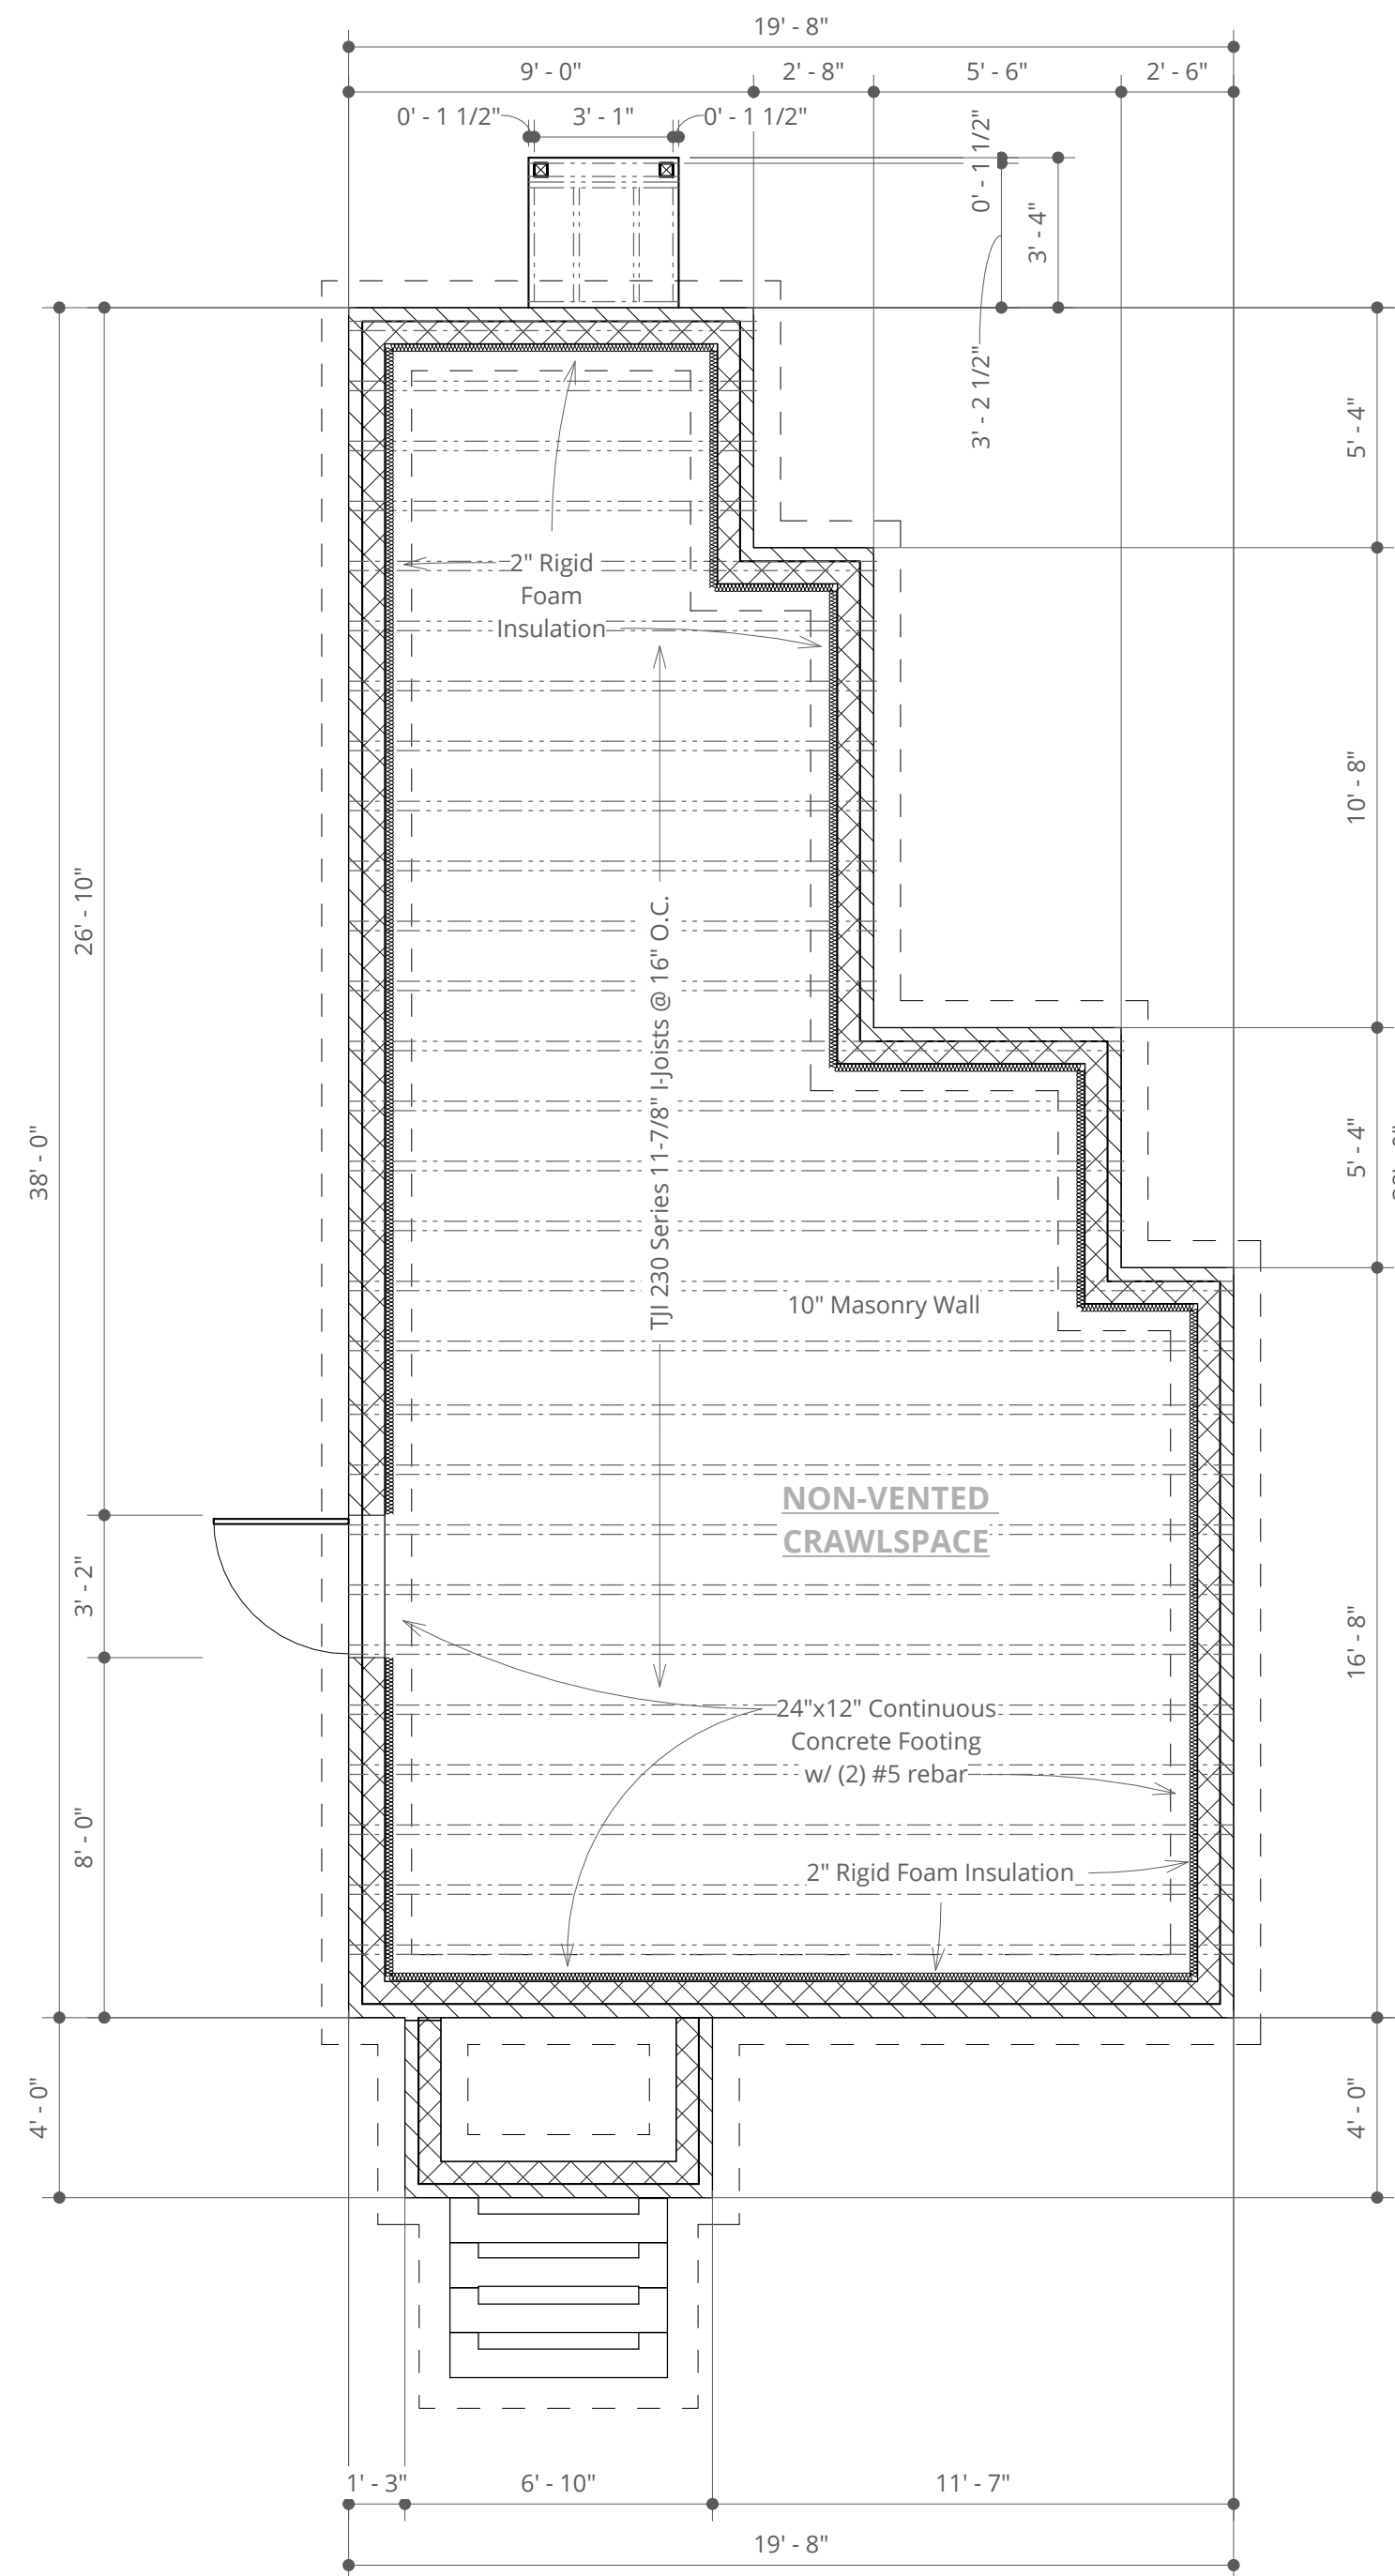 19' - 8"
9' - 0"
2' - 8"
5' - 6"
2' - 6"
0' - 1 1/2"
3' - 1"
0' - 1 1/2"
0' - 1 1/2"
3' - 4"
3' - 2 1/2"
5' - 4"
2" Rigid
Foam
Insulation
10' - 8"
26' - 10"
TJI 230 Series 11-7/8" I-Joists @ 16" O.C.
38' - 0"
5' - 4"
10" Masonry Wall
NON-VENTED
CRAWLSPACE
3' - 2"
16' - 8"
24"x12" Continuous
Concrete Footing
w/ (2) #5 rebar
8' - 0"
2" Rigid Foam Insulation
4' - 0"
4' - 0"
1' - 3"
6' - 10"
11' - 7"
19' - 8"